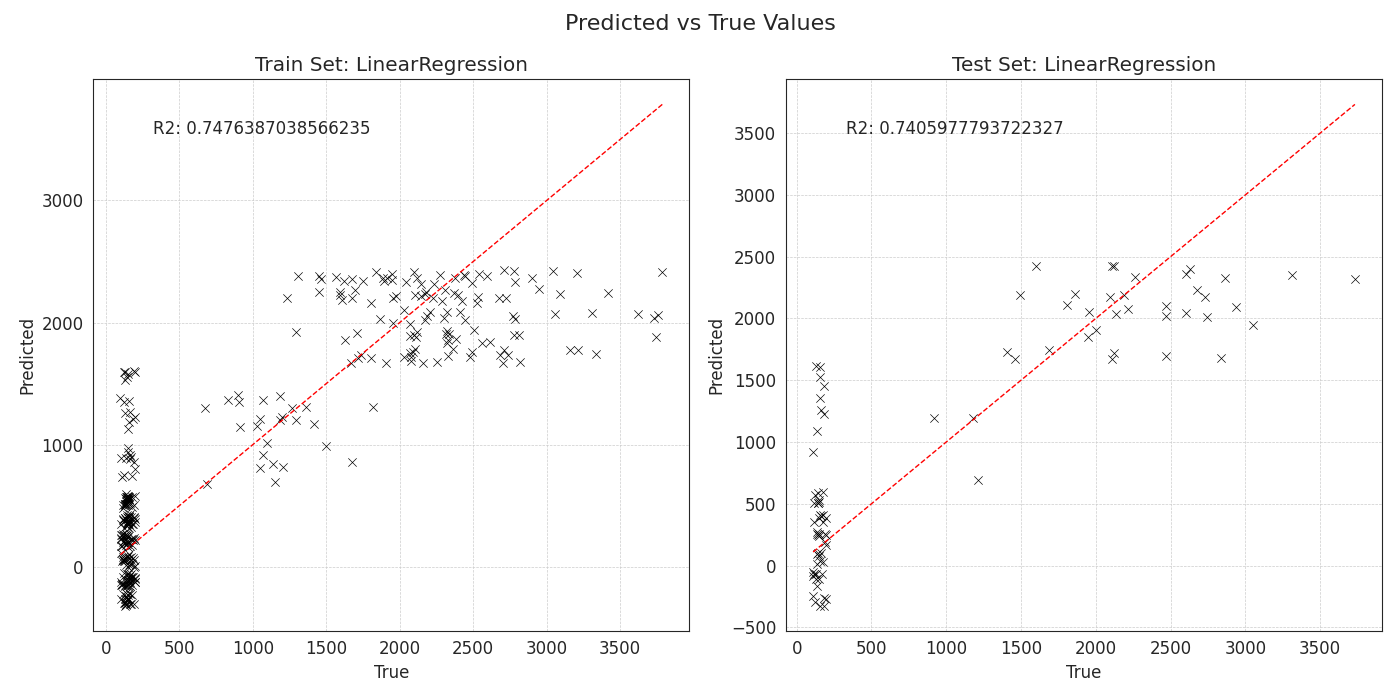 Predicted vs True Values
Train Set: LinearRegression
R2: 0.7476387038566235
3000
2000
1000
0
Predicted
0 500 1000 1500 2000 2500 3000 3500
True
Test Set: LinearRegression
R2: 0.7405977793722327
3500
3000
2500
2000
1500
1000
500
0
−500
Predicted
0 500 1000 1500 2000 2500 3000 3500
True